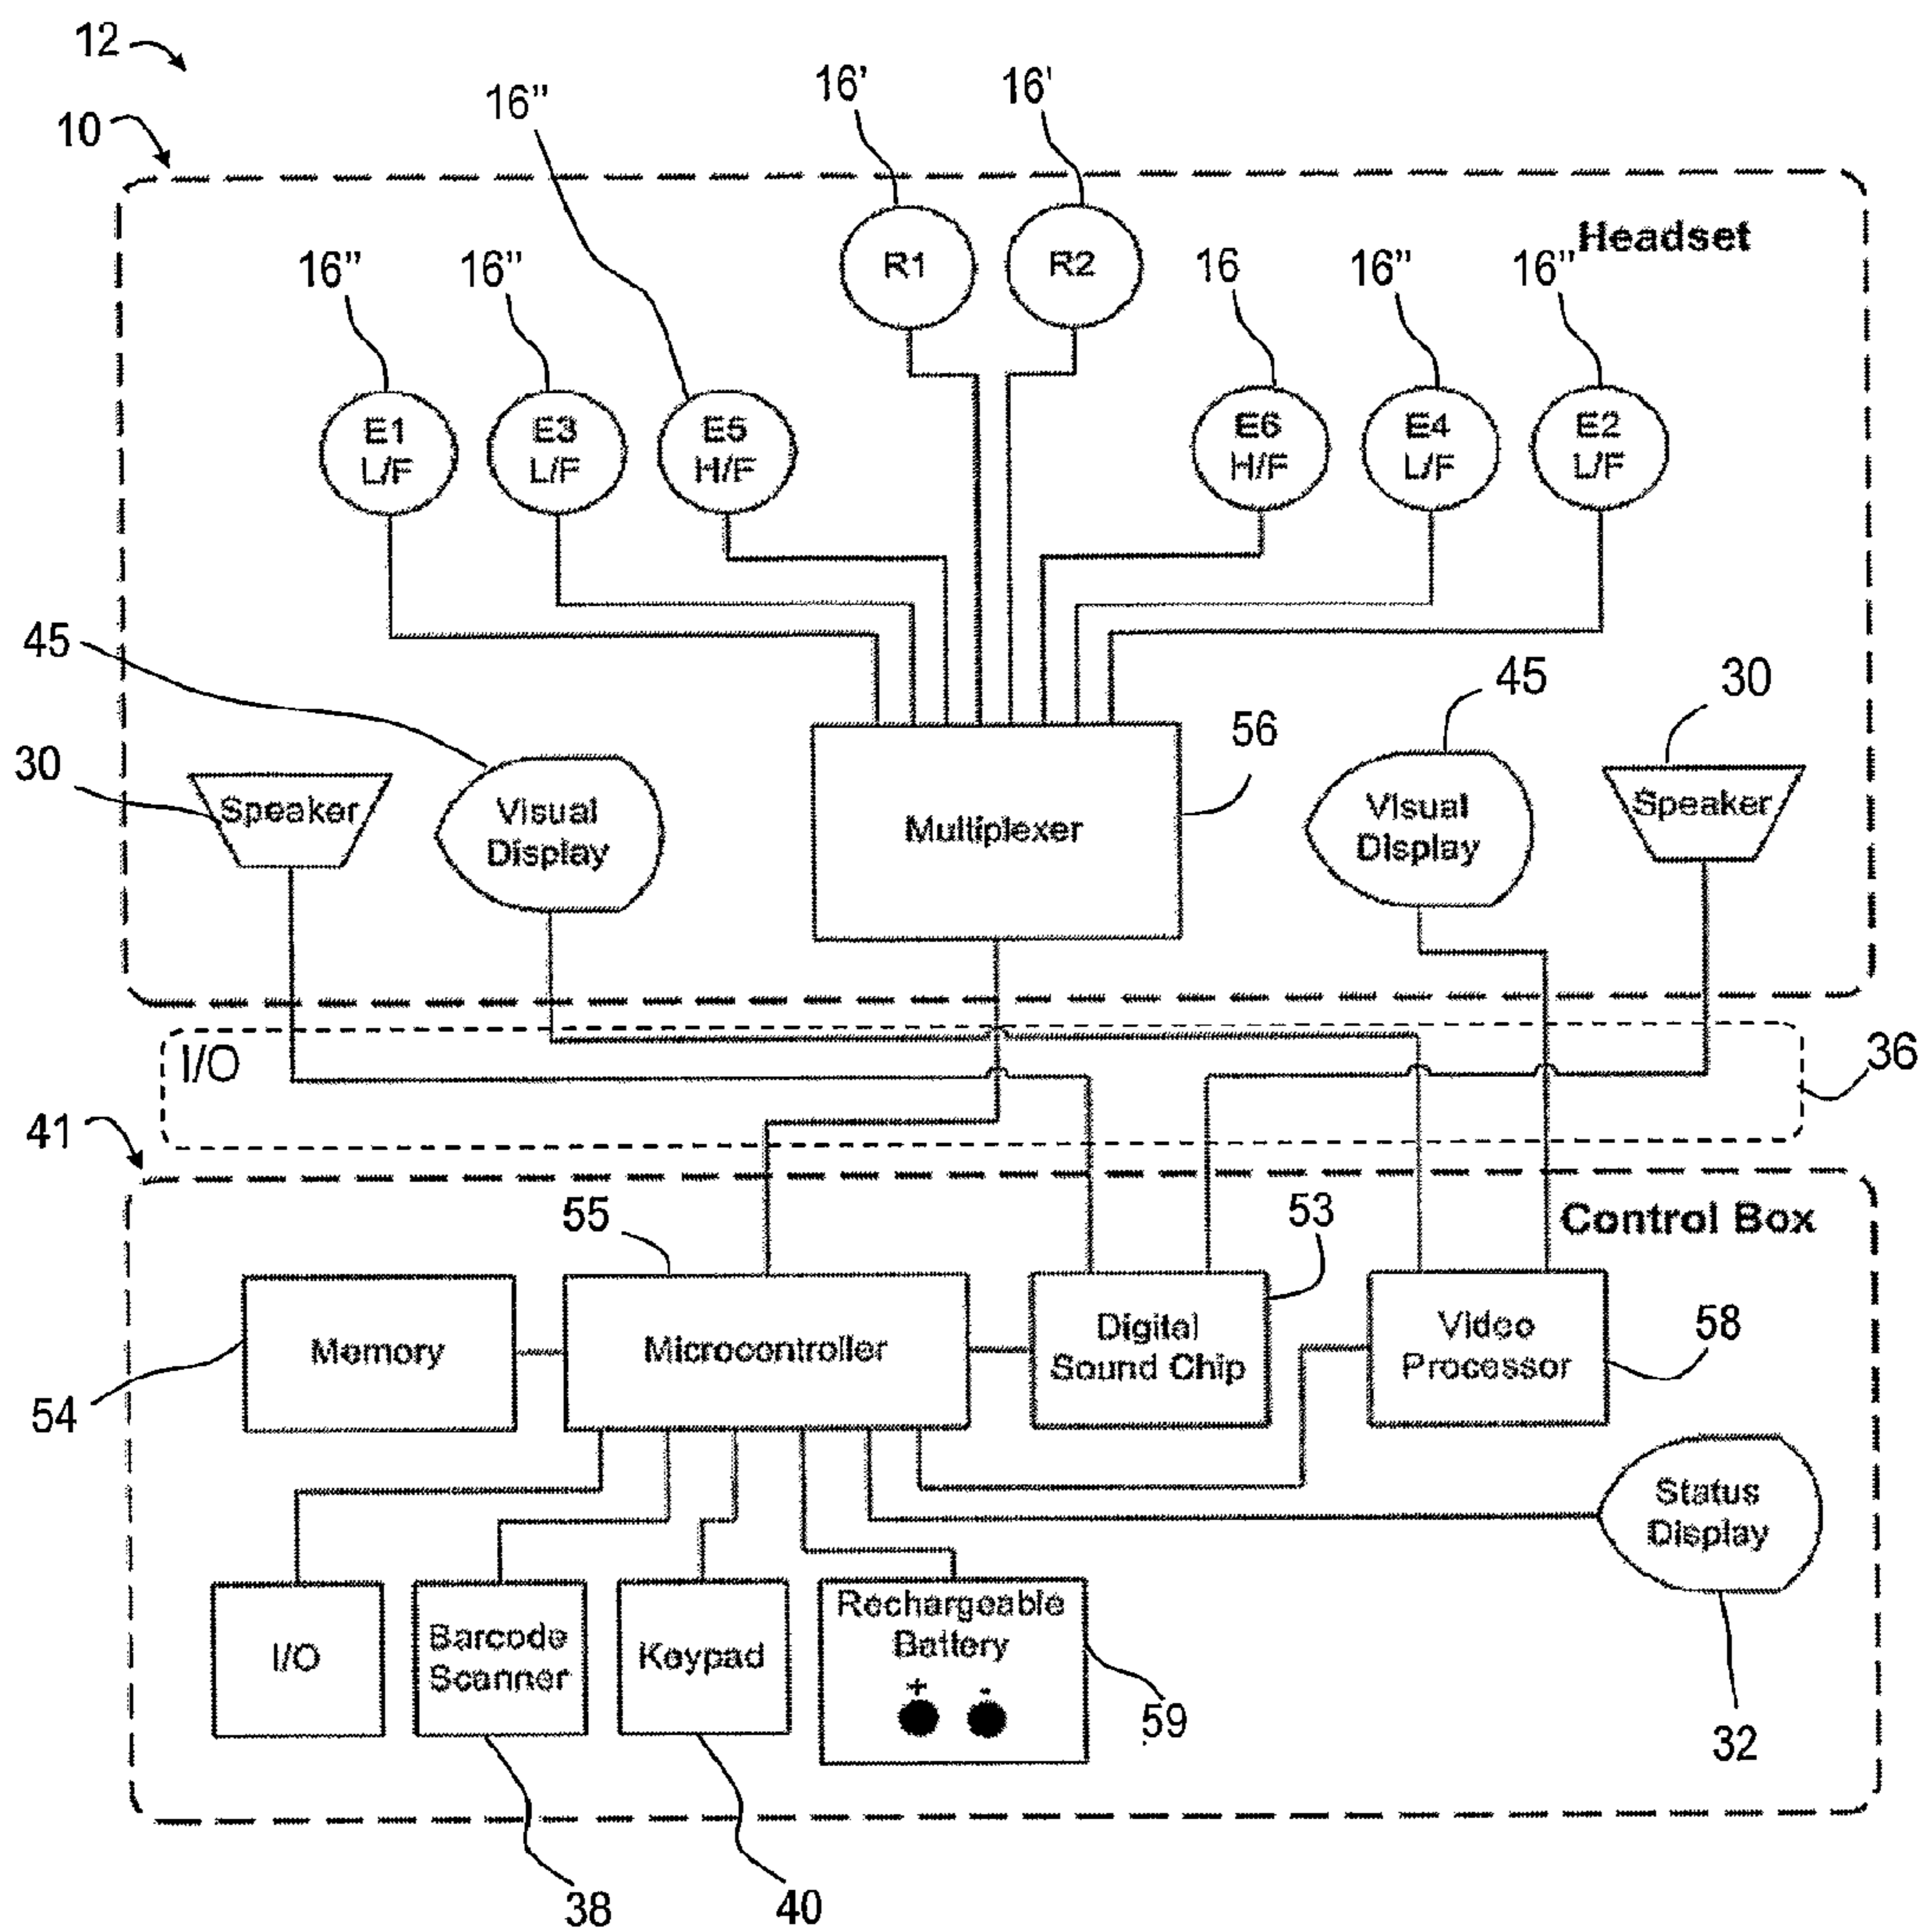 12
10
16"
16'
16'
Headset
16"
16"
16
16"
16"
R1
R2
E1
L/F
E3
L/F
E5
H/F
E6
H/F
E4
L/F
E2
L/F
45
30
Speaker
Visual
Display
Multiplexer
56
45
Visual
Display
30
Speaker
I/O
36
41
Control Box
55
53
Memory
54
Microcontroller
Digital
Sound Chip
Video
Processor
58
Status
Display
32
I/O
Barcode
Scanner
38
Keypad
40
Rechargeable
Battery
+ -
59